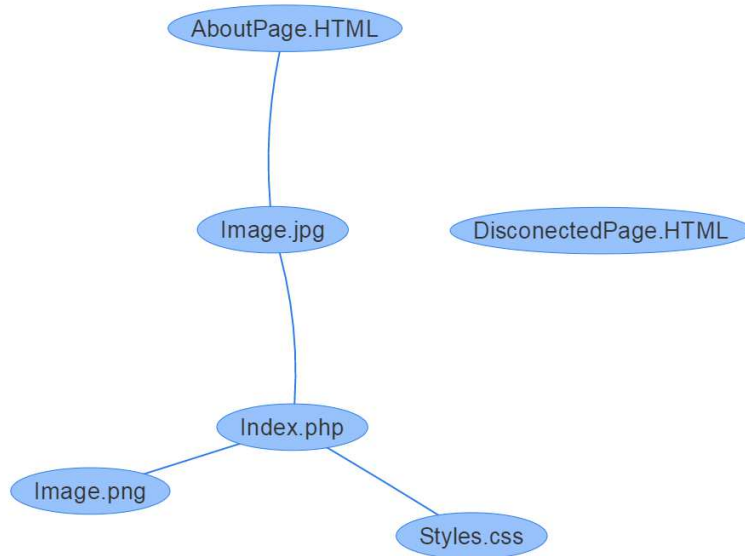 AboutPage.HTML
Image.jpg
DisconectedPage.HTML
Index.php
Image.png
Styles.css